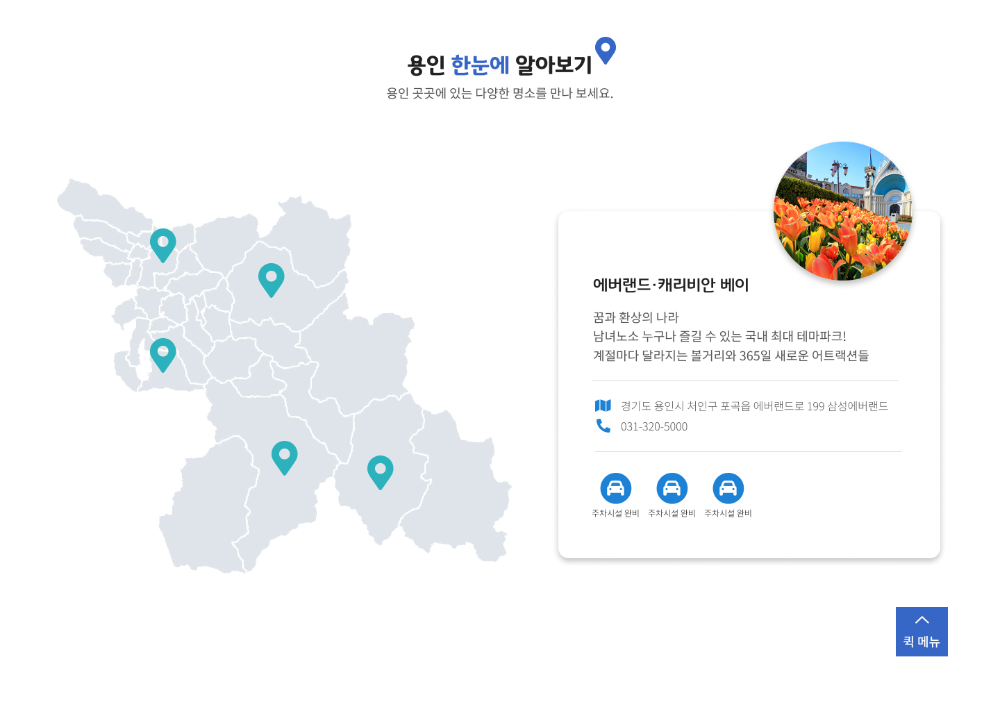 용인 한눈에 알아보기
용인 곳곳에 있는 다양한 명소를 만나 보세요.
에버랜드·캐리비안 베이
꿈과 환상의 나라
남녀노소 누구나 즐길 수 있는 국내 최대 테마파크!
계절마다 달라지는 볼거리와 365일 새로운 어트랙션들
경기도 용인시 처인구 포곡읍 에버랜드로 199 삼성에버랜드
031-320-5000
주차시설 완비 주차시설 완비 주차시설 완비
퀵 메뉴